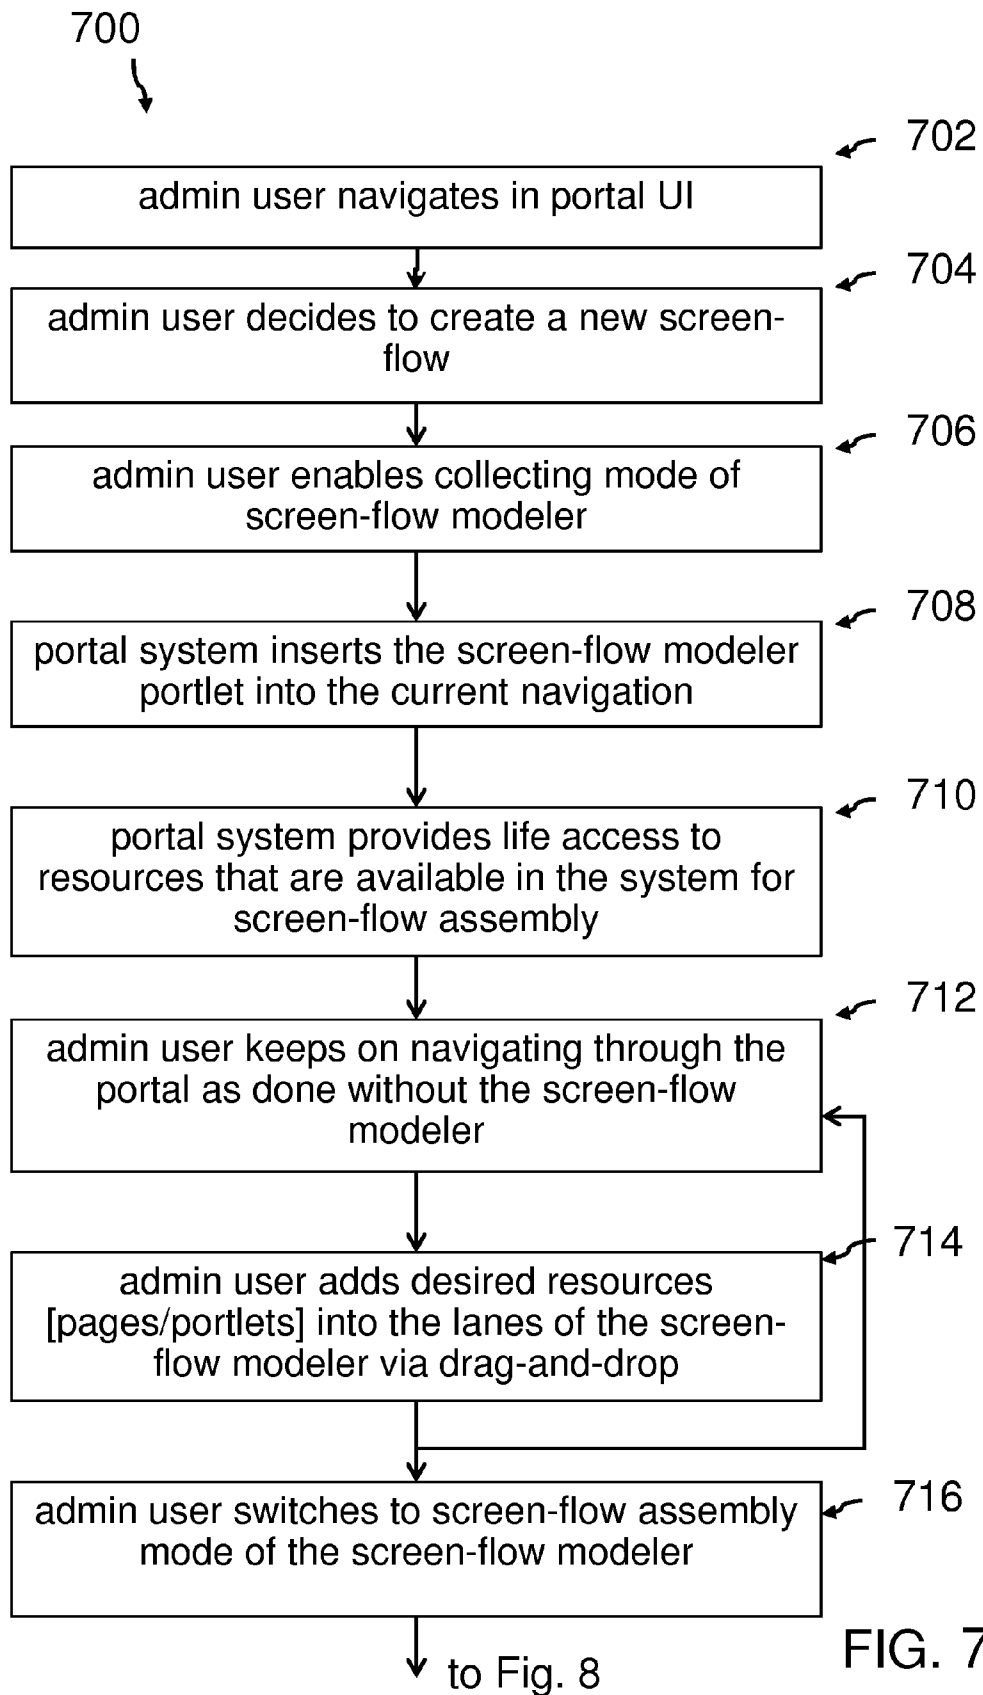 700
702
admin user navigates in portal UI
704
admin user decides to create a new screen-
flow
706
admin user enables collecting mode of
screen-flow modeler
708
portal system inserts the screen-flow modeler
portlet into the current navigation
710
portal system provides life access to
resources that are available in the system for
screen-flow assembly
712
admin user keeps on navigating through the
portal as done without the screen-flow
modeler
714
admin user adds desired resources
[pages/portlets] into the lanes of the screen-
flow modeler via drag-and-drop
716
admin user switches to screen-flow assembly
mode of the screen-flow modeler
to Fig. 8
FIG. 7